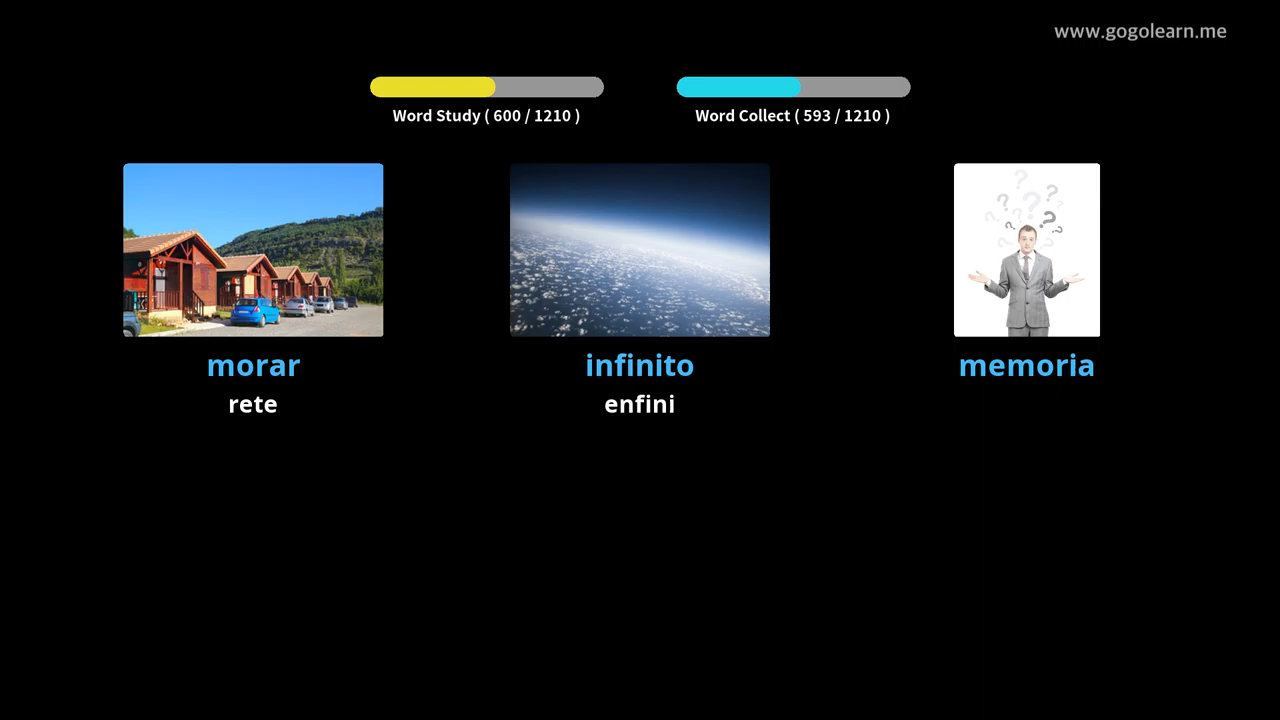 www.gogolearn.me
Word Study ( 600 / 1210 )
Word Collect ( 593 / 1210 )
morar
infinito
memoria
rete
enfini